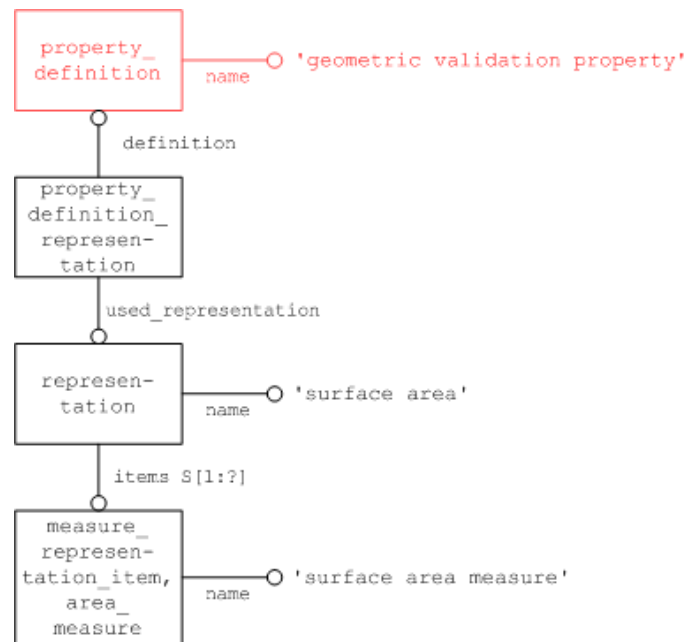 property_
definition
name
'geometric validation property'
definition
property_
definition_
represen-
tation
used_representation
represen-
tation
name
'surface area'
items S[1:?]
measure_
represen-
tation_item,
area_
measure
name
'surface area measure'